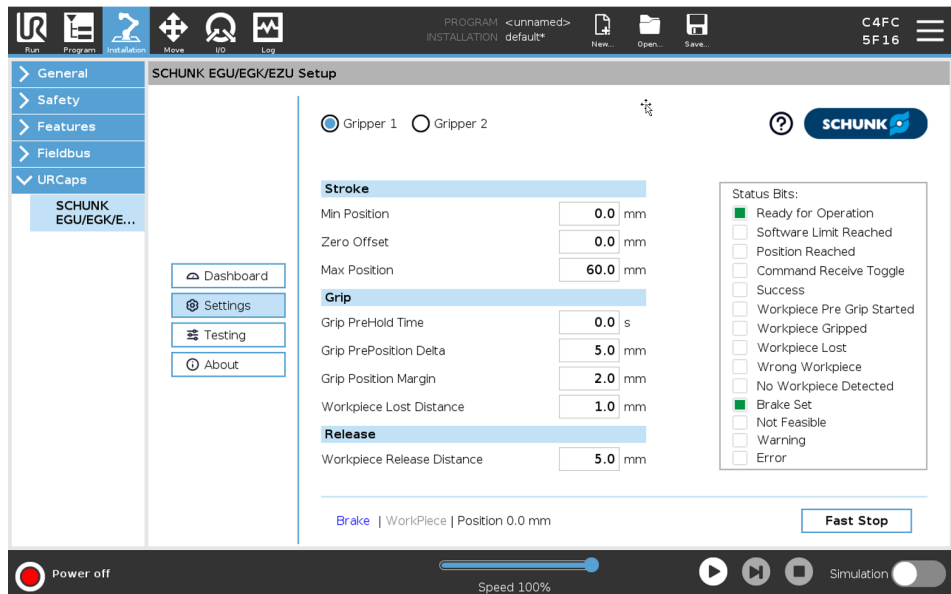 PROGRAM <unnamed>
INSTALLATION default*
C4FC
5F16
Run
Program
Installation
Move
I/O
Log
New...
Open...
Save...
General
Safety
Features
Fieldbus
URCaps
SCHUNK
EGU/EGK/E...
SCHUNK EGU/EGK/EZU Setup
Dashboard
Settings
Testing
About
Gripper 1
Gripper 2
SCHUNK
Stroke
Min Position 0.0 mm
Zero Offset 0.0 mm
Max Position 60.0 mm
Grip
Grip PreHold Time 0.0 s
Grip PrePosition Delta 5.0 mm
Grip Position Margin 2.0 mm
Workpiece Lost Distance 1.0 mm
Release
Workpiece Release Distance 5.0 mm
Status Bits:
Ready for Operation
Software Limit Reached
Position Reached
Command Receive Toggle
Success
Workpiece Pre Grip Started
Workpiece Gripped
Workpiece Lost
Wrong Workpiece
No Workpiece Detected
Brake Set
Not Feasible
Warning
Error
Brake | WorkPiece | Position 0.0 mm
Fast Stop
Power off
Speed 100%
Simulation